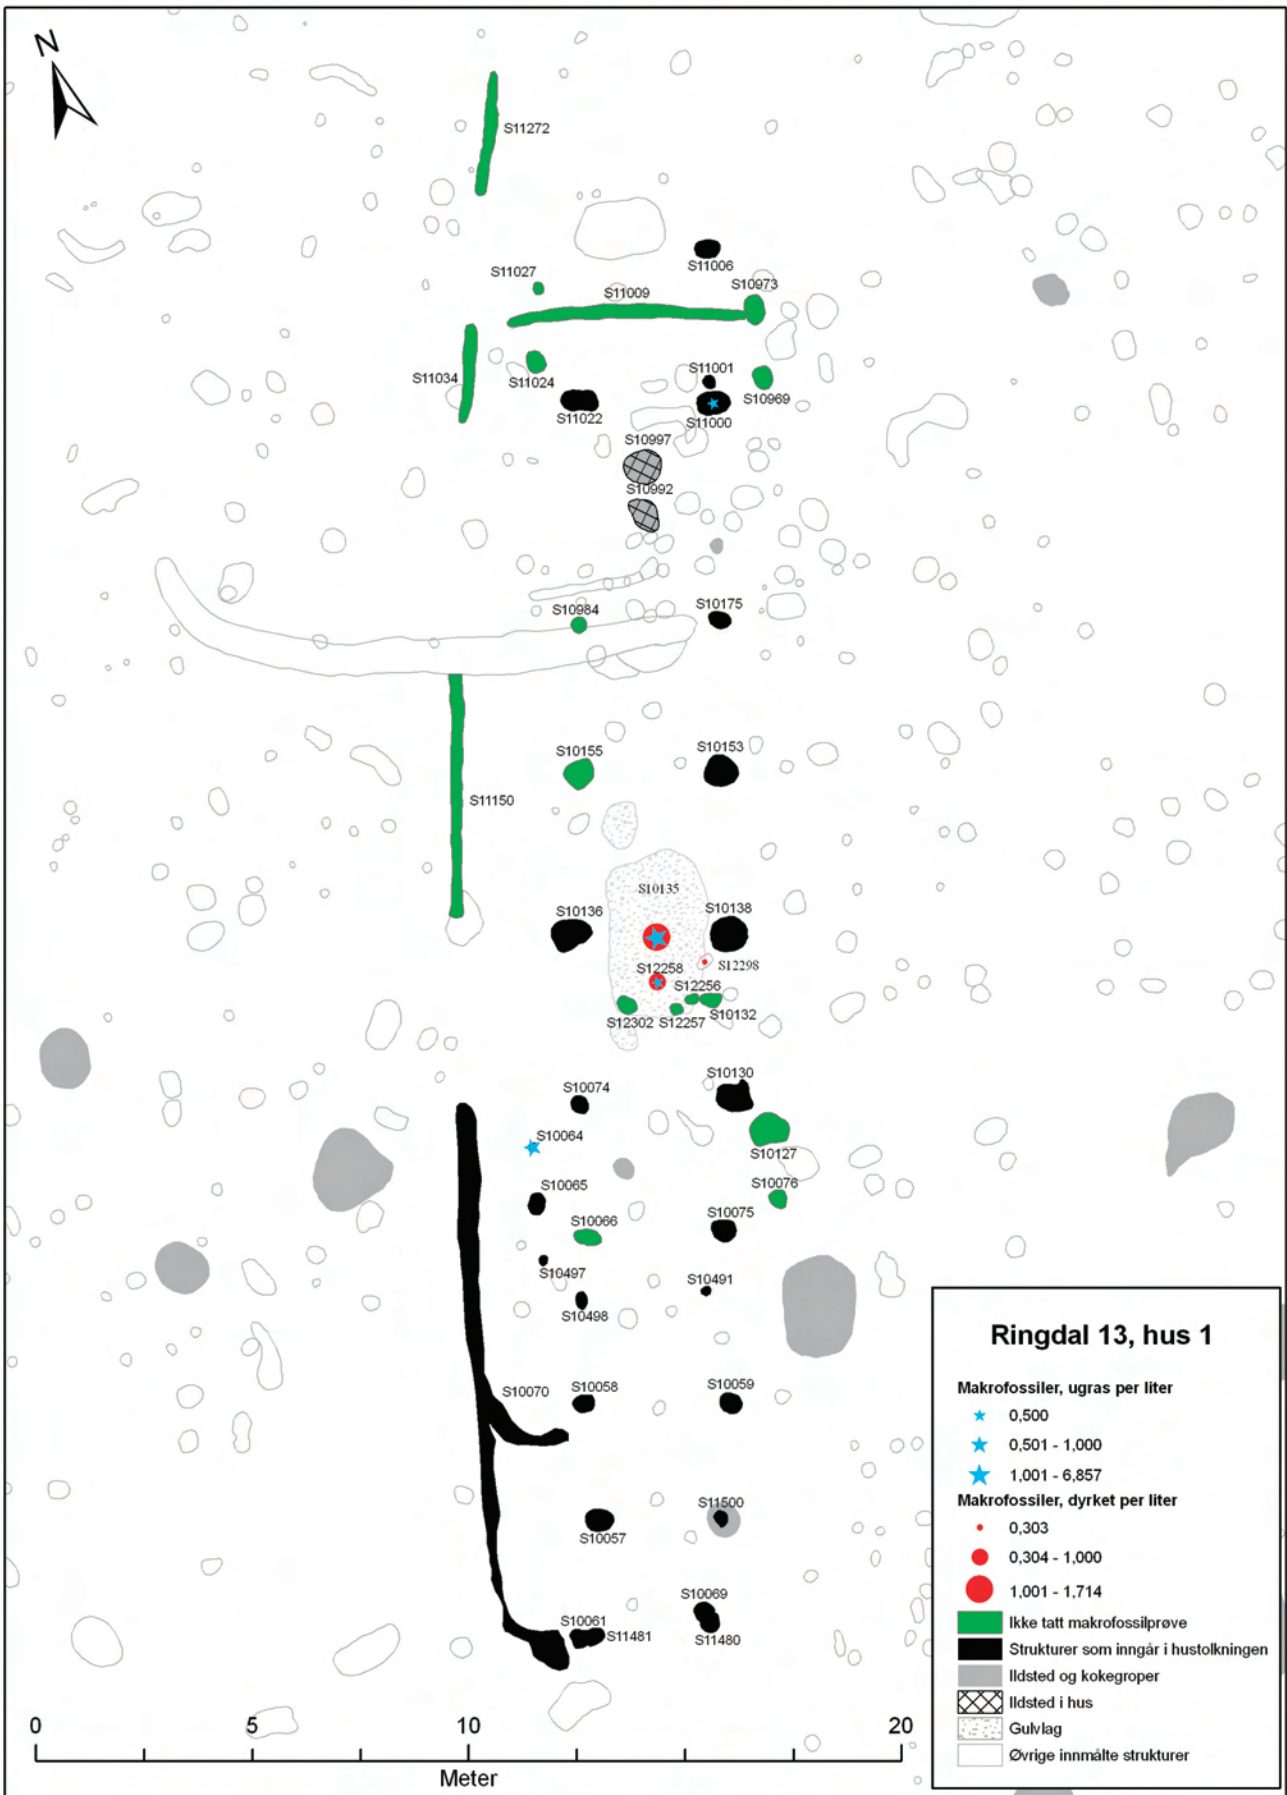 N
S11272
S11006
S11027
S11009
S10973
S11034
S11024
S11022
S11001
S11000
S10969
S10997
S10992
S10984
S10175
S11150
S10155
S10153
S10135
S10136
S10138
S12258
S12298
S12256
S12302
S12257
S10132
S10074
S10130
S10064
S10127
S10065
S10076
S10066
S10075
S10497
S10491
S10498
S10070
S10058
S10059
S11500
S10057
S10069
S10061
S11481
S11480
0 5 10 20
Meter
Ringdal 13, hus 1
Makrofossiler, ugras per liter
0,500
0,501 - 1,000
1,001 - 6,857
Makrofossiler, dyrket per liter
0,303
0,304 - 1,000
1,001 - 1,714
Ikke tatt makrofossilprøve
Strukturer som inngår i hustolkningen
Ildsted og kokegroper
Ildsted i hus
Gulvlag
Øvrige innmålte strukturer